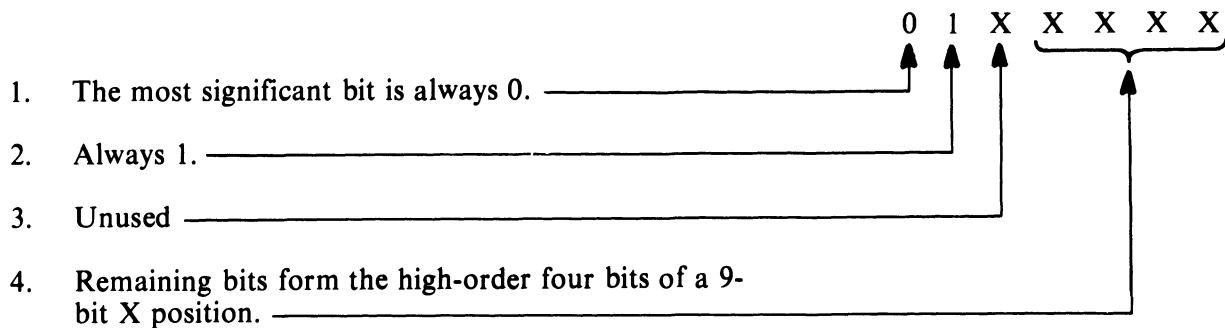 0 1 X X X X X
1. The most significant bit is always 0.
2. Always 1.
3. Unused
4. Remaining bits form the high-order four bits of a 9-
bit X position.